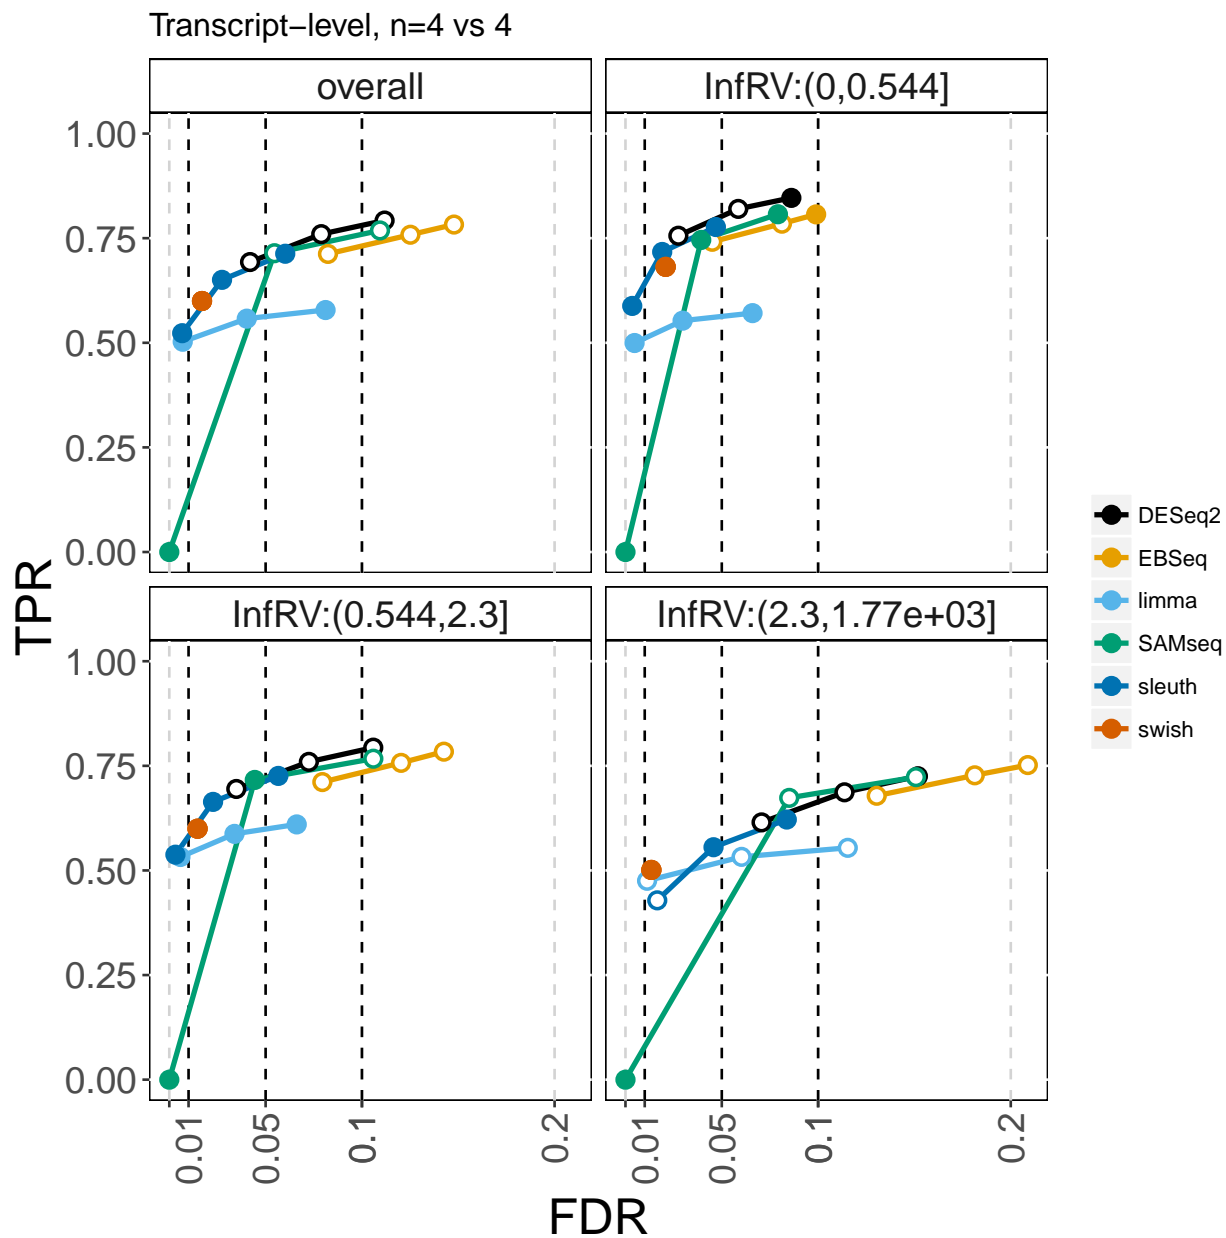 Transcript−level, n=4 vs 4
overall
InfRV:(0,0.544]
1.00
0.75
0.50
0.25
0.00
InfRV:(0.544,2.3]
InfRV:(2.3,1.77e+03]
1.00
0.75
0.50
0.25
0.00
0.01
0.05
0.1
0.2
0.01
0.05
0.1
0.2
TPR
FDR
DESeq2
EBSeq
limma
SAMseq
sleuth
swish